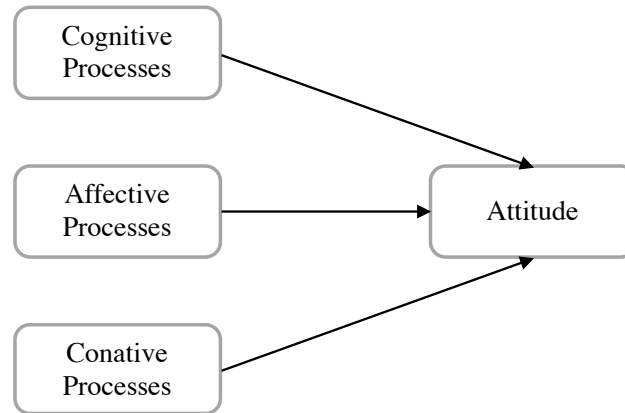 Cognitive
Processes
Affective
Processes
Attitude
Conative
Processes